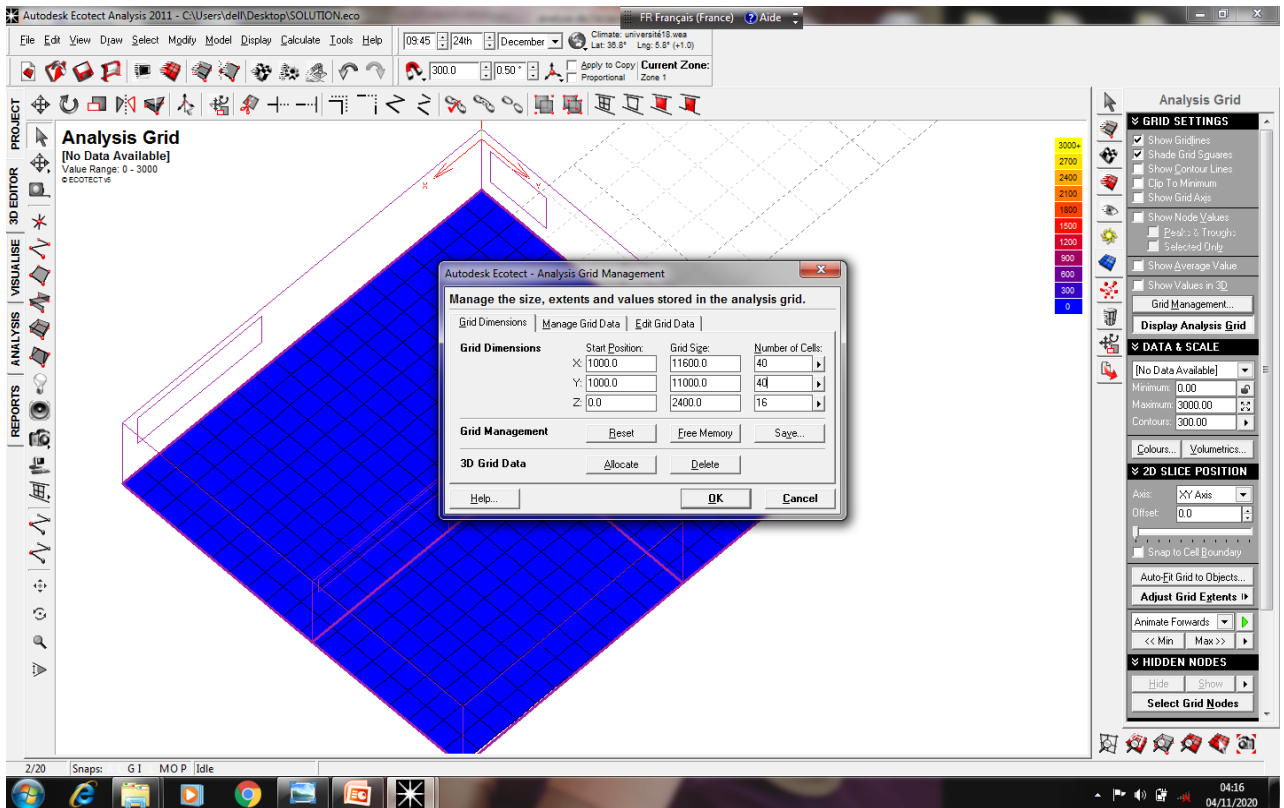 Autodesk Ecotect Analysis 2011 - C:\Users\dell\Desktop\SOLUTION.eco
FR Français (France) ? Aide
File Edit View Draw Select Modify Model Display Calculate Tools Help
09:45 24th December
Climate: université18.wea
Lat: 36.8° Lng: 5.8° (+1.0)
300.0 0.50 °
Apply to Copy Current Zone:
Proportional Zone 1
PROJECT
3D EDITOR
VISUALISE
ANALYSIS
REPORTS
Analysis Grid
[No Data Available]
Value Range: 0 - 3000
© ECOTECT v5
X
Y
3000+
2700
2400
2100
1800
1500
1200
900
600
300
0
Autodesk Ecotect - Analysis Grid Management
Manage the size, extents and values stored in the analysis grid.
Grid Dimensions Manage Grid Data Edit Grid Data
Grid Dimensions Start Position: Grid Size: Number of Cells:
X: 1000.0 11600.0 40
Y: 1000.0 11000.0 40
Z: 0.0 2400.0 16
Grid Management Reset Free Memory Save...
3D Grid Data Allocate Delete
Help... OK Cancel
Analysis Grid
GRID SETTINGS
Show Gridlines
Shade Grid Squares
Show Contour Lines
Clip To Minimum
Show Grid Axis
Show Node Values
Peaks & Troughs
Selected Only
Show Average Value
Show Values in 3D
Grid Management...
Display Analysis Grid
DATA & SCALE
[No Data Available]
Minimum: 0.00
Maximum: 3000.00
Contours: 300.00
Colours... Volumetrics...
2D SLICE POSITION
Axis: XY Axis
Offset: 0.0
Snap to Cell Boundary
Auto-Fit Grid to Objects...
Adjust Grid Extents
Animate Forwards
<< Min Max >>
HIDDEN NODES
Hide Show
Select Grid Nodes
2/20 Snaps: G I M O P Idle
04:16
04/11/2020